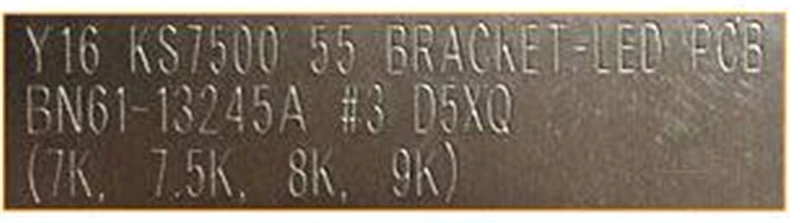 Y16 KS7500 55 BRACKET-LED PCB
BN61-13245A #3 D5XQ
(7K, 7.5K, 8K, 9K)